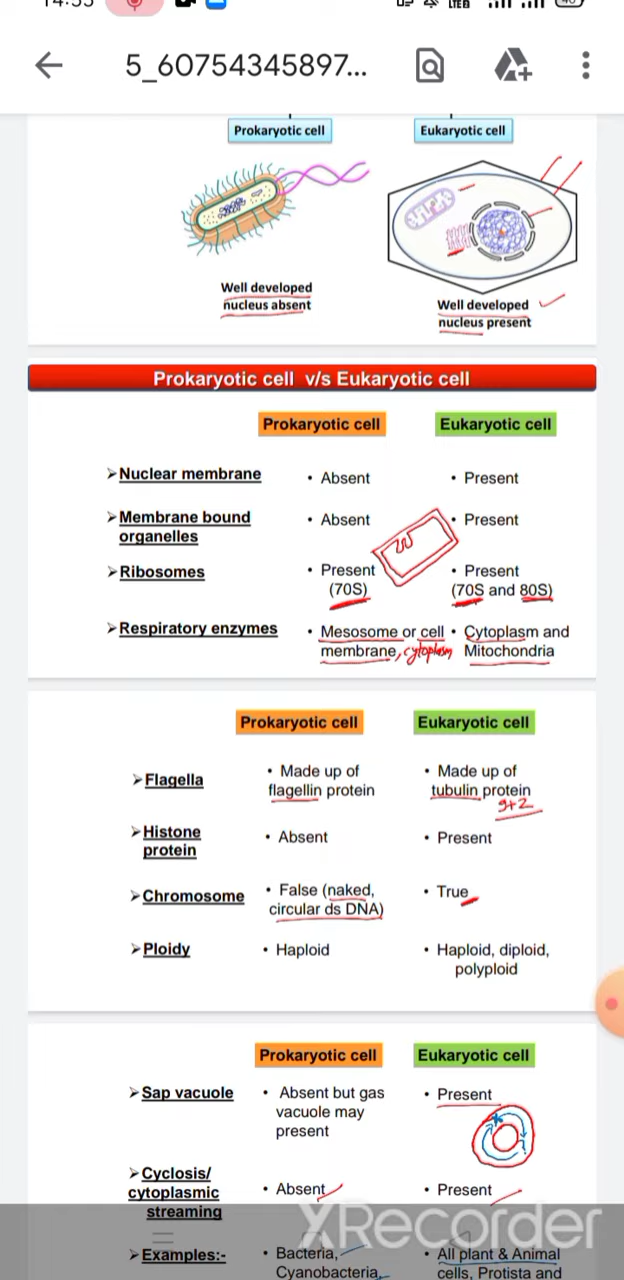 5_60754345897...
Prokaryotic cell Eukaryotic cell
Well developed
nucleus absent
Well developed
nucleus present
Prokaryotic cell v/s Eukaryotic cell
Prokaryotic cell Eukaryotic cell
➢Nuclear membrane • Absent • Present
➢Membrane bound
organelles • Absent • Present
➢Ribosomes • Present
(70S) • Present
(70S and 80S)
➢Respiratory enzymes • Mesosome or cell
membrane, cytoplasm • Cytoplasm and
Mitochondria
Prokaryotic cell Eukaryotic cell
➢Flagella • Made up of
flagellin protein • Made up of
tubulin protein
9+2
➢Histone
protein • Absent • Present
➢Chromosome • False (naked,
circular ds DNA) • True
➢Ploidy • Haploid • Haploid, diploid,
polyploid
Prokaryotic cell Eukaryotic cell
➢Sap vacuole • Absent but gas
vacuole may
present • Present
➢Cyclosis/
cytoplasmic
streaming • Absent • Present
XRecorder
➢Examples:- • Bacteria,
Cyanobacteria, • All plant & Animal
cells, Protista and